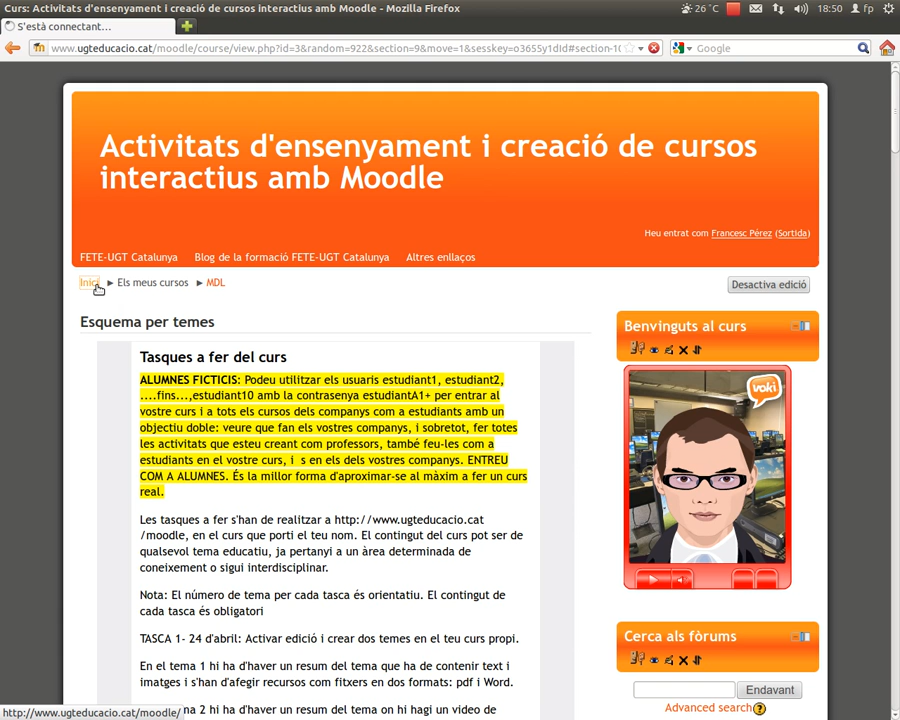 Curs: Activitats d'ensenyament i creació de cursos interactius amb Moodle - Mozilla Firefox
26 °C
18:50
fp
S'està connectant...
www.ugteducacio.cat/moodle/course/view.php?id=3&random=922&section=9&move=1&sesskey=o3655y1dId#section-10
Google
Activitats d'ensenyament i creació de cursos
interactius amb Moodle
Heu entrat com Francesc Pérez (Sortida)
FETE-UGT Catalunya Blog de la formació FETE-UGT Catalunya Altres enllaços
Inici ► Els meus cursos ► MDL
Desactiva edició
Esquema per temes
Tasques a fer del curs
ALUMNES FICTICIS: Podeu utilitzar els usuaris estudiant1, estudiant2,
....fins...,estudiant10 amb la contrasenya estudiantA1+ per entrar al
vostre curs i a tots els cursos dels companys com a estudiants amb un
objectiu doble: veure que fan els vostres companys, i sobretot, fer totes
les activitats que esteu creant com professors, també feu-les com a
estudiants en el vostre curs, i s en els dels vostres companys. ENTREU
COM A ALUMNES. És la millor forma d'aproximar-se al màxim a fer un curs
real.
Les tasques a fer s'han de realitzar a http://www.ugteducacio.cat
/moodle, en el curs que porti el teu nom. El contingut del curs pot ser de
qualsevol tema educatiu, ja pertanyi a un àrea determinada de
coneixement o sigui interdisciplinar.
Nota: El número de tema per cada tasca és orientatiu. El contingut de
cada tasca és obligatori
TASCA 1- 24 d'abril: Activar edició i crear dos temes en el teu curs propi.
En el tema 1 hi ha d'haver un resum del tema que ha de contenir text i
imatges i s'han d'afegir recursos com fitxers en dos formats: pdf i Word.
ma 2 hi ha d'haver un resum del tema on hi hagi un video de
Benvinguts al curs
voki
Cerca als fòrums
Endavant
Advanced search
http://www.ugteducacio.cat/moodle/